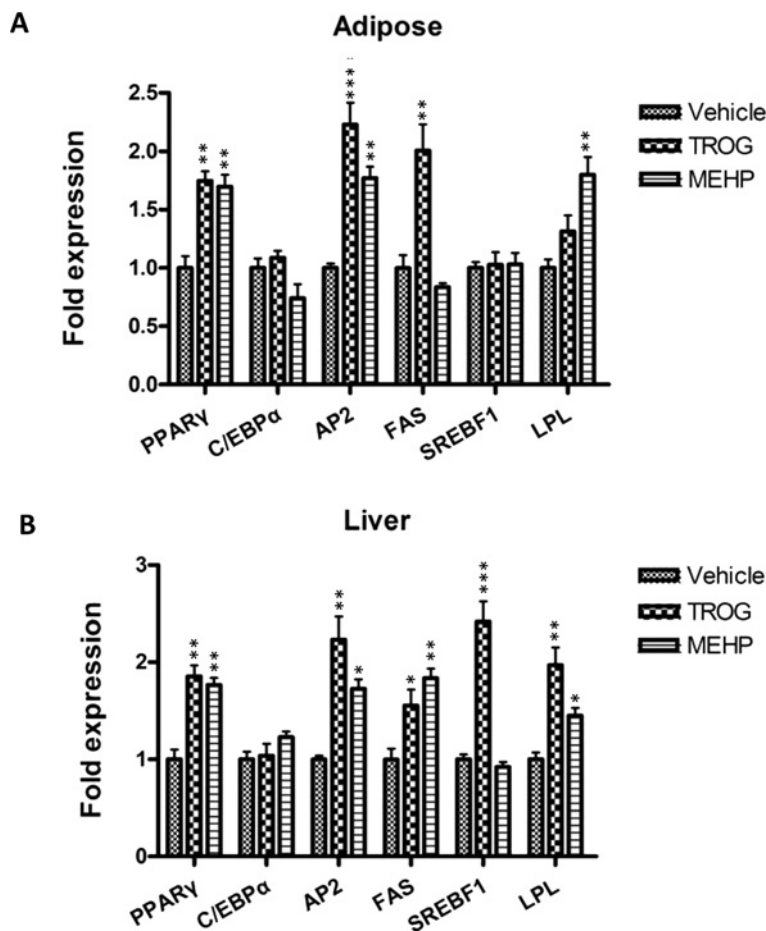 A
Adipose
Fold expression
2.5
2.0
1.5
1.0
0.5
0.0
***
**
**
**
**
**
PPARγ
C/EBPα
AP2
FAS
SREBF1
LPL
Vehicle
TROG
MEHP
B
Liver
Fold expression
3
2
1
0
**
**
**
*
*
**
***
**
*
PPARγ
C/EBPα
AP2
FAS
SREBF1
LPL
Vehicle
TROG
MEHP